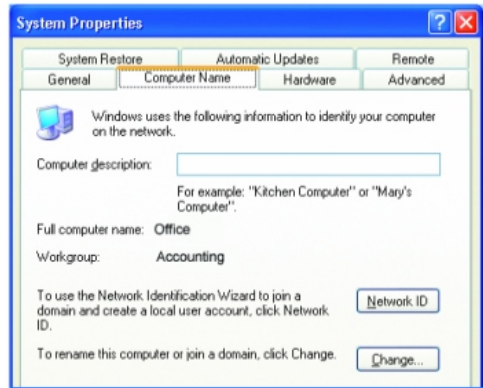 System Properties
System Restore Automatic Updates Remote
General Computer Name Hardware Advanced
Windows uses the following information to identify your computer
on the network.
Computer description:
For example: "Kitchen Computer" or "Mary's
Computer".
Full computer name: Office
Workgroup: Accounting
To use the Network Identification Wizard to join a
domain and create a local user account, click Network
ID.
Network ID
To rename this computer or join a domain, click Change.
Change...